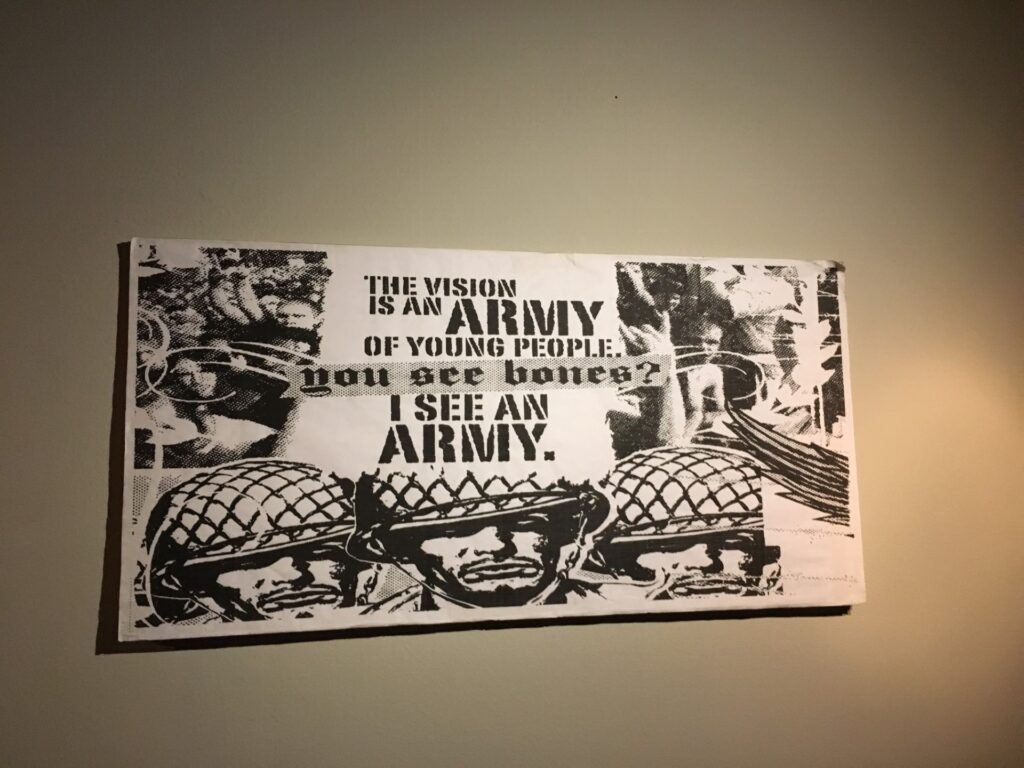 THE VISION
IS AN ARMY
OF YOUNG PEOPLE.
you see bones?
I SEE AN
ARMY.